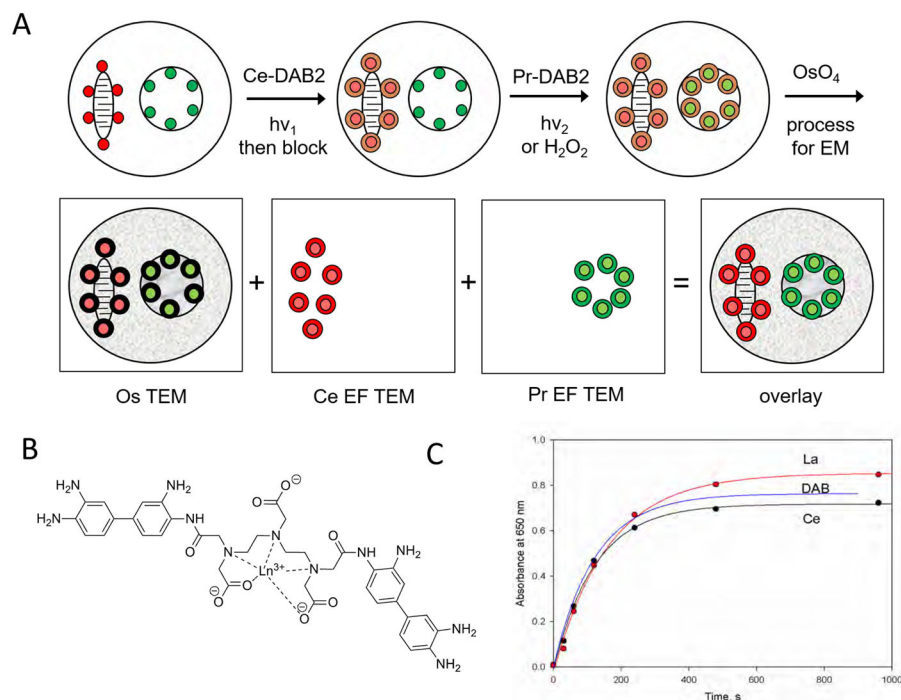 A
Ce-DAB2
hν₁
then block
Pr-DAB2
hν₂
or H₂O₂
OsO₄
process
for EM
+
+
=
Os TEM
Ce EF TEM
Pr EF TEM
overlay
B
H₂N
H₂N
NH₂
NH
O
N
O
O
⊖
N
Ln³⁺
N
O
NH
NH₂
⊖
O
O
O
⊖
O
NH₂
NH₂
C
Absorbance at 650 nm
1.0
0.8
0.6
0.4
0.2
0.0
La
DAB
Ce
0
200
400
600
800
1000
Time, s